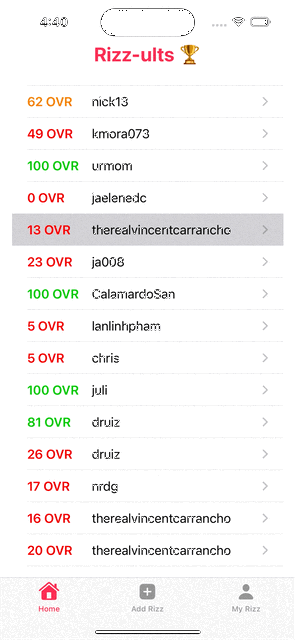 4:40
Rizz-ults 🏆
62 OVR nick13
49 OVR kmora073
100 OVR urmom
0 OVR jaelenedc
13 OVR therealvincentcarrancho
23 OVR ja008
100 OVR CalamardoSan
5 OVR lanlinhpham
5 OVR chris
100 OVR juli
81 OVR druiz
26 OVR druiz
17 OVR nrdg
16 OVR therealvincentcarrancho
20 OVR therealvincentcarrancho
Home Add Rizz My Rizz